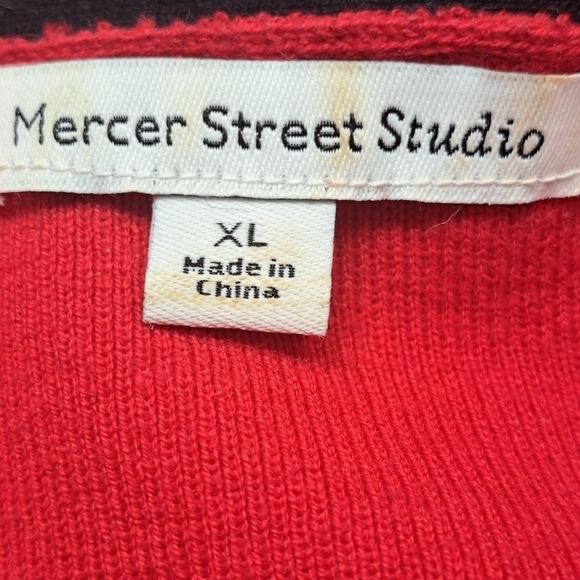 Mercer Street Studio
XL
Made in
China